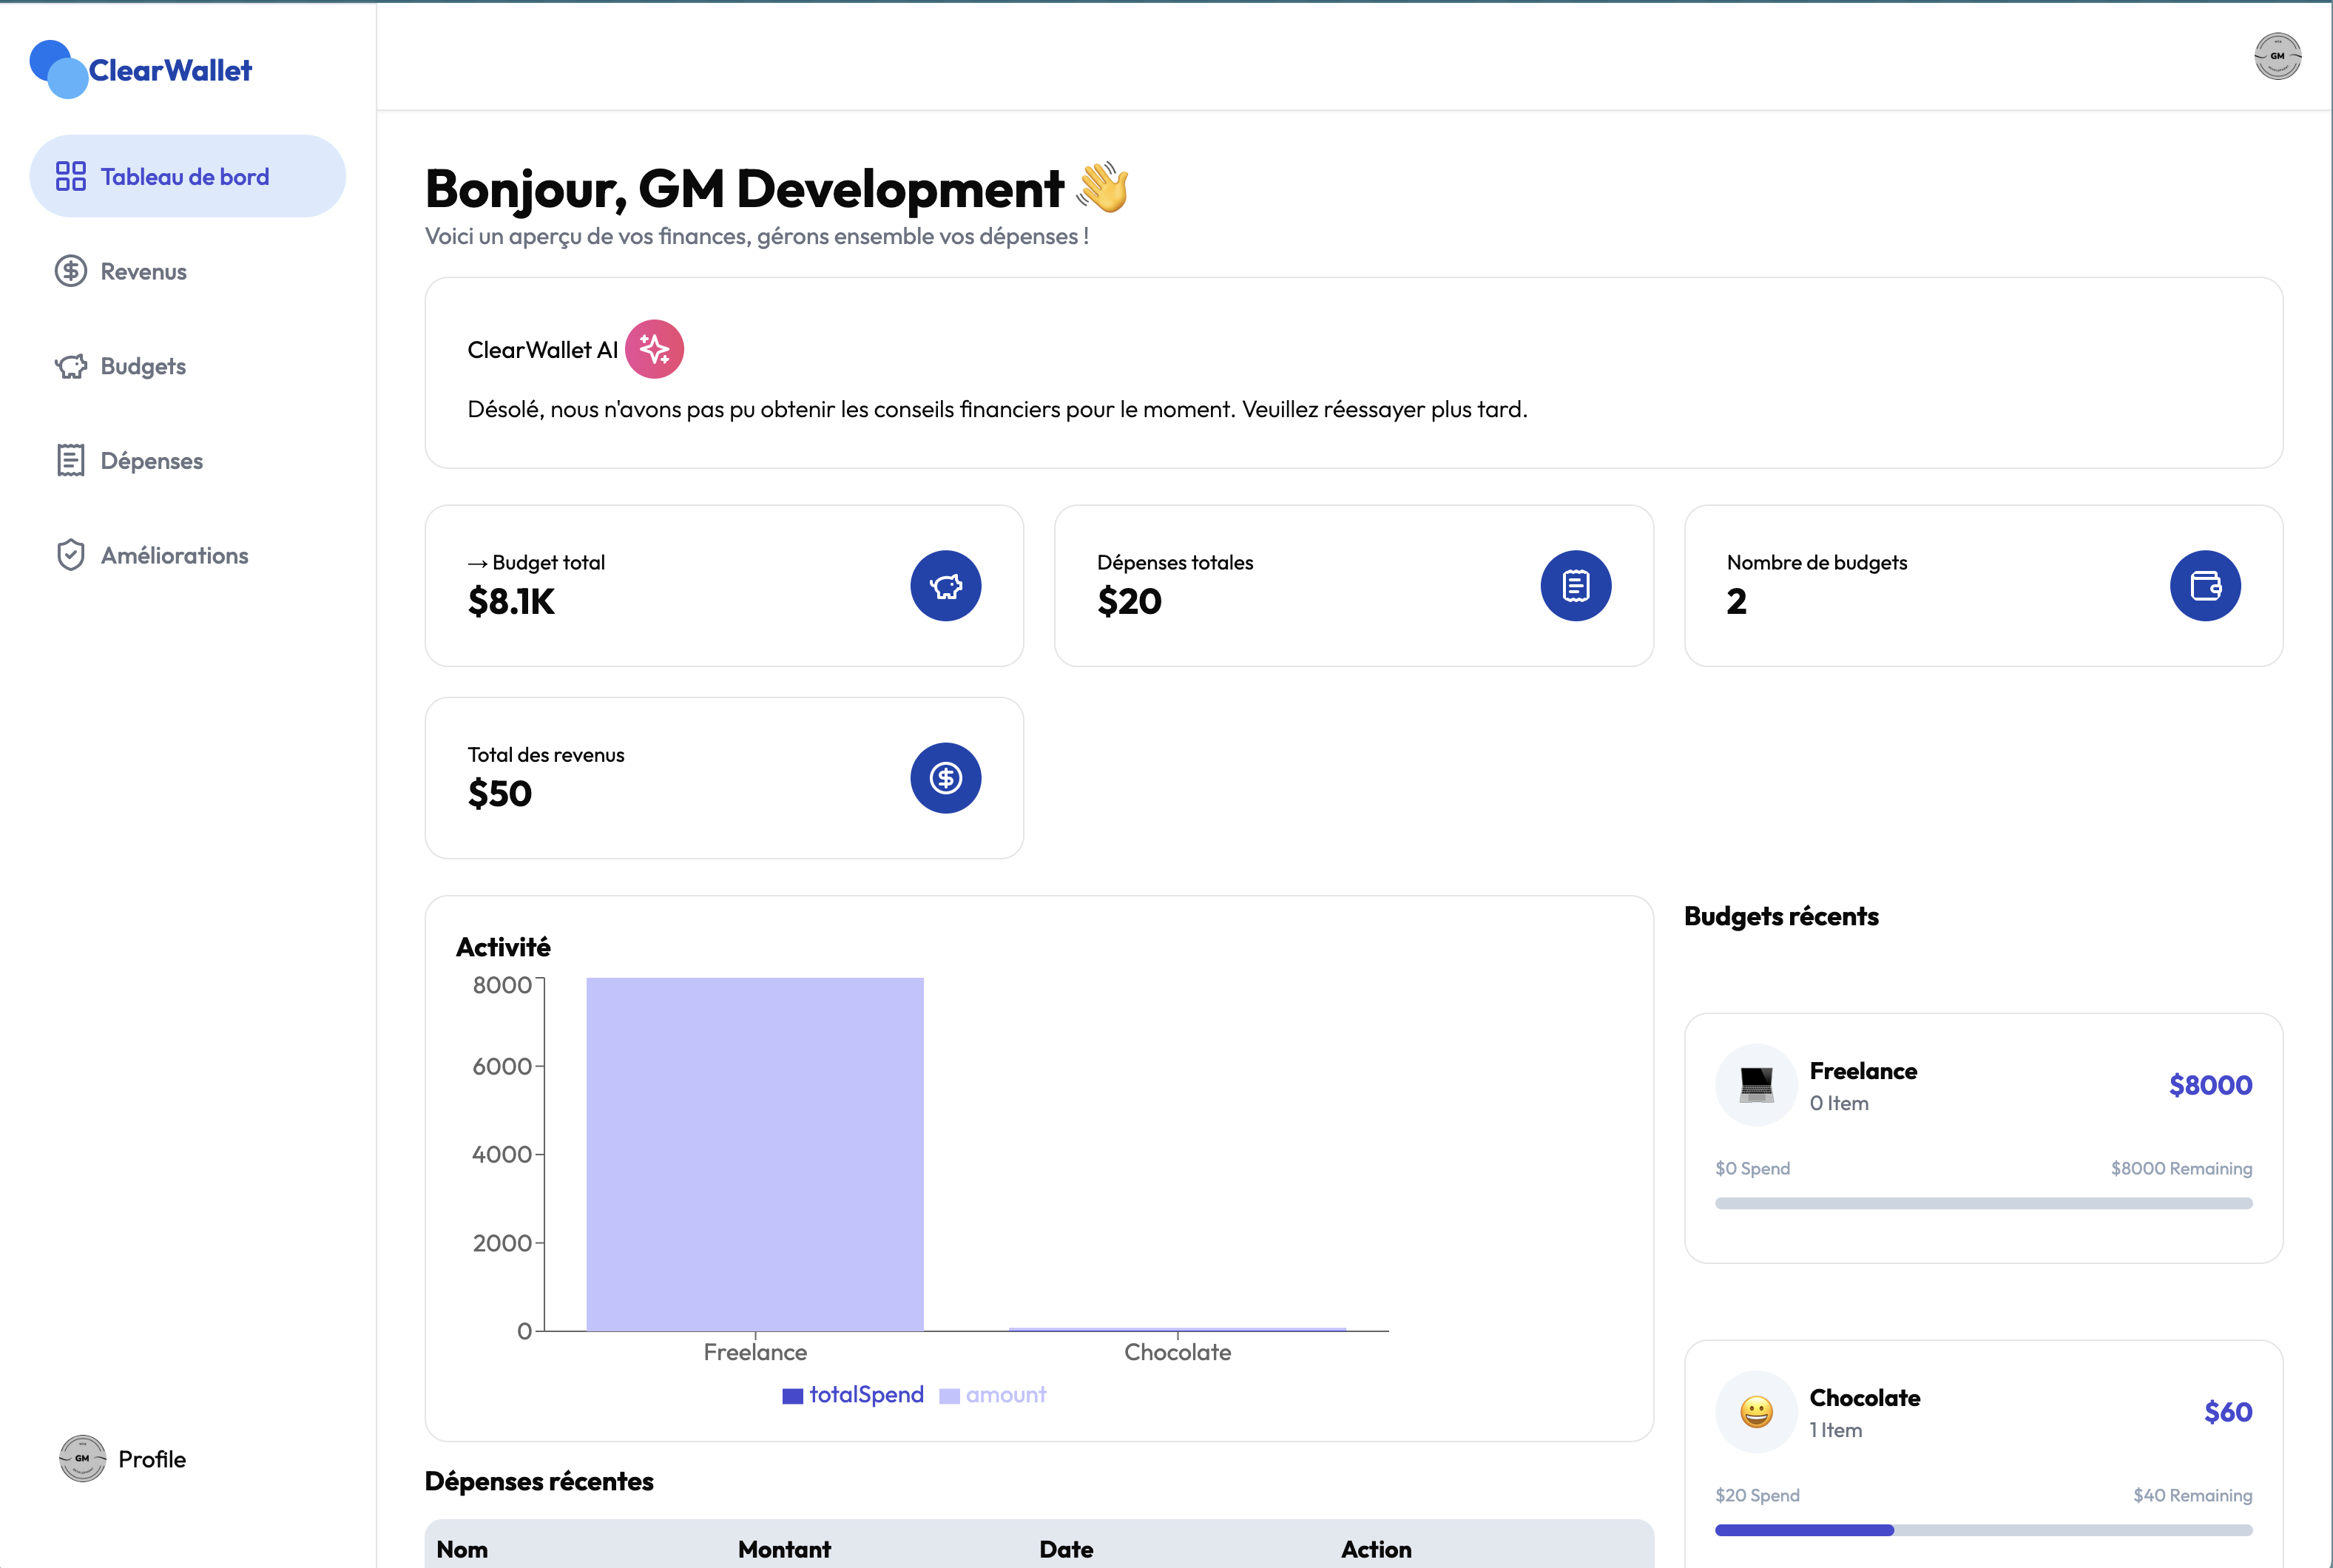 ClearWallet
Tableau de bord
Revenus
Budgets
Dépenses
Améliorations
GM
Profile
GM
Bonjour, GM Development 👋
Voici un aperçu de vos finances, gérons ensemble vos dépenses !
ClearWallet AI
Désolé, nous n'avons pas pu obtenir les conseils financiers pour le moment. Veuillez réessayer plus tard.
→ Budget total
$8.1K
Dépenses totales
$20
Nombre de budgets
2
Total des revenus
$50
Activité
8000
6000
4000
2000
0
Freelance Chocolate
totalSpend amount
Budgets récents
Freelance
0 Item
$8000
$0 Spend $8000 Remaining
Chocolate
1 Item
$60
$20 Spend $40 Remaining
Dépenses récentes
Nom Montant Date Action